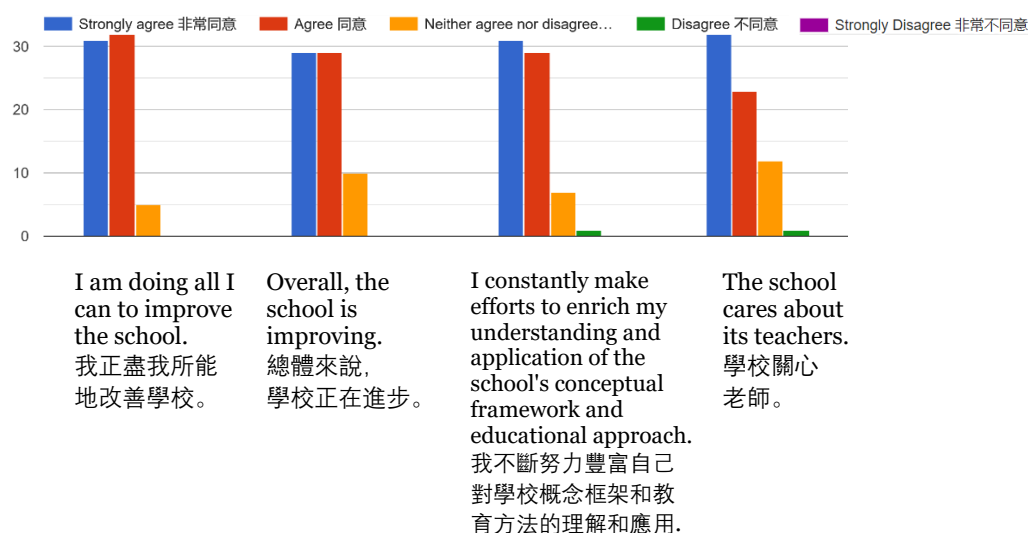 Strongly agree 非常同意
Agree 同意
Neither agree nor disagree…
Disagree 不同意
Strongly Disagree 非常不同意
30
20
10
0
I am doing all I
can to improve
the school.
我正盡我所能
地改善學校。
Overall, the
school is
improving.
總體來說,
學校正在進步。
I constantly make
efforts to enrich my
understanding and
application of the
school's conceptual
framework and
educational approach.
我不斷努力豐富自己
對學校概念框架和教
育方法的理解和應用.
The school
cares about
its teachers.
學校關心
老師。